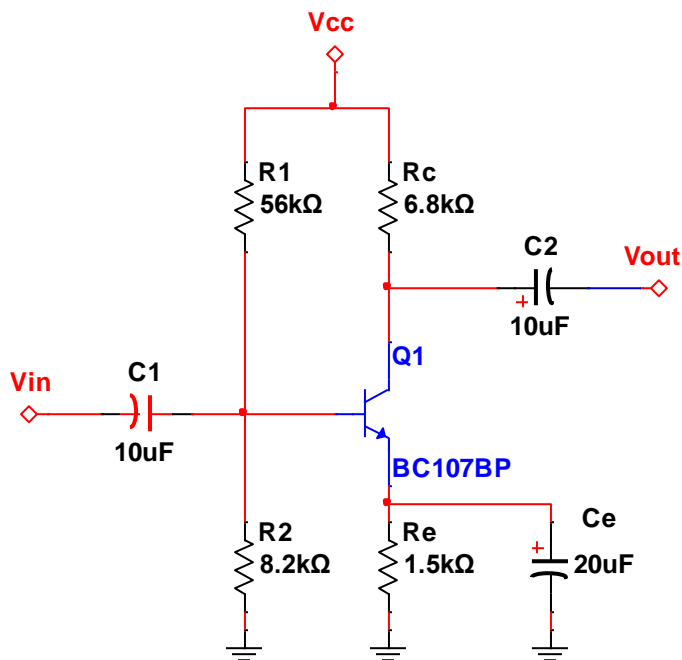 Vcc
R1
56kΩ
Rc
6.8kΩ
C2
+
10uF
Vout
Q1
Vin
C1
10uF
BC107BP
R2
8.2kΩ
Re
1.5kΩ
Ce
+
20uF